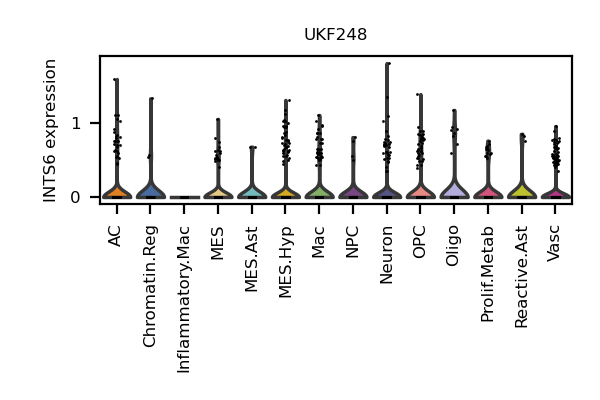 UKF248
INTS6 expression
1
0
AC
Chromatin.Reg
Inflammatory.Mac
MES
MES.Ast
MES.Hyp
Mac
NPC
Neuron
OPC
Oligo
Prolif.Metab
Reactive.Ast
Vasc